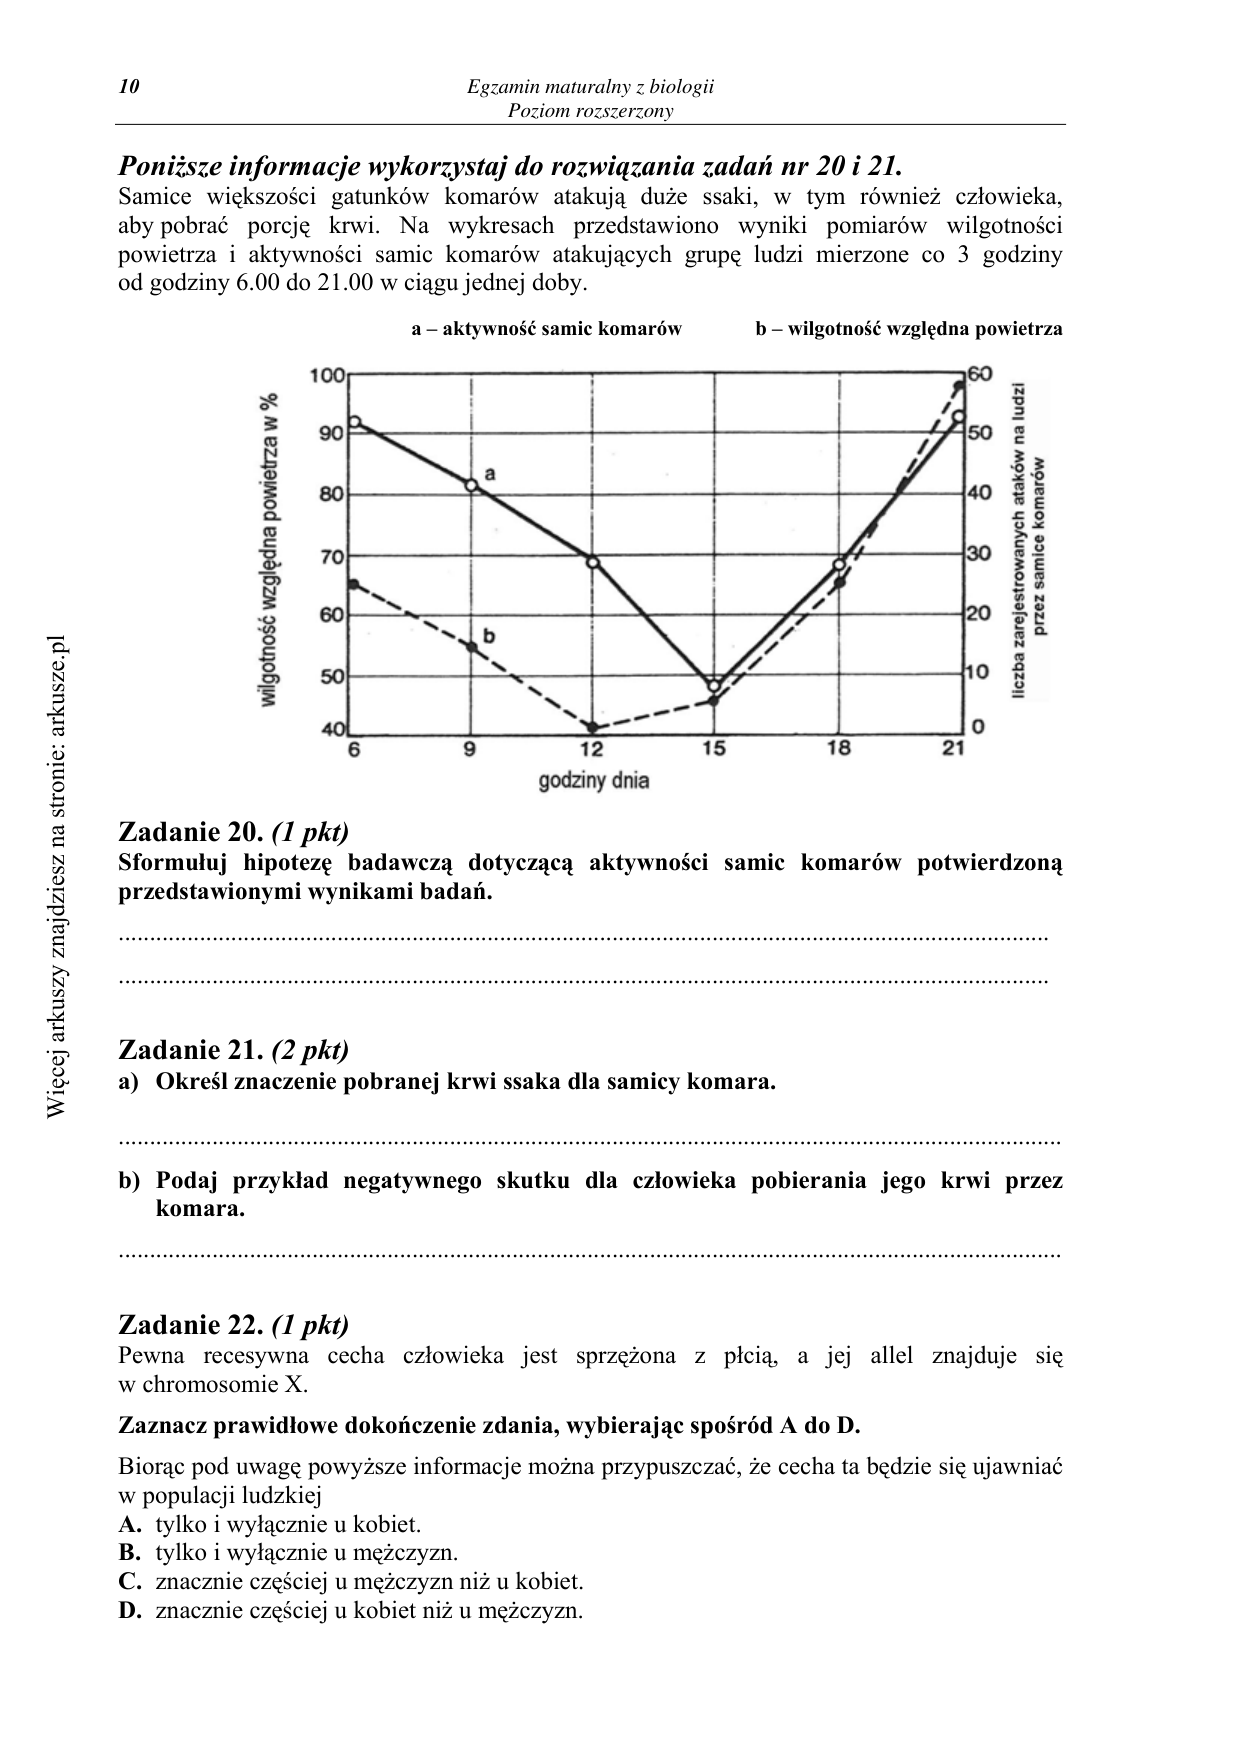 10
Egzamin maturalny z biologii
Poziom rozszerzony
Poniższe informacje wykorzystaj do rozwiązania zadań nr 20 i 21.
Samice większości gatunków komarów atakują duże ssaki, w tym również człowieka,
aby pobrać porcję krwi. Na wykresach przedstawiono wyniki pomiarów wilgotności
powietrza i aktywności samic komarów atakujących grupę ludzi mierzone co 3 godziny
od godziny 6.00 do 21.00 w ciągu jednej doby.
a – aktywność samic komarów b – wilgotność względna powietrza
wilgotność względna powietrza w %
100
90
80
70
60
50
40
a
b
60
50
40
30
20
10
0
liczba zarejestrowanych ataków na ludzi
przez samice komarów
6 9 12 15 18 21
godziny dnia
Zadanie 20. (1 pkt)
Sformułuj hipotezę badawczą dotyczącą aktywności samic komarów potwierdzoną
przedstawionymi wynikami badań.
Zadanie 21. (2 pkt)
a) Określ znaczenie pobranej krwi ssaka dla samicy komara.
b) Podaj przykład negatywnego skutku dla człowieka pobierania jego krwi przez
komara.
Zadanie 22. (1 pkt)
Pewna recesywna cecha człowieka jest sprzężona z płcią, a jej allel znajduje się
w chromosomie X.
Zaznacz prawidłowe dokończenie zdania, wybierając spośród A do D.
Biorąc pod uwagę powyższe informacje można przypuszczać, że cecha ta będzie się ujawniać
w populacji ludzkiej
A. tylko i wyłącznie u kobiet.
B. tylko i wyłącznie u mężczyzn.
C. znacznie częściej u mężczyzn niż u kobiet.
D. znacznie częściej u kobiet niż u mężczyzn.
Więcej arkuszy znajdziesz na stronie: arkusze.pl